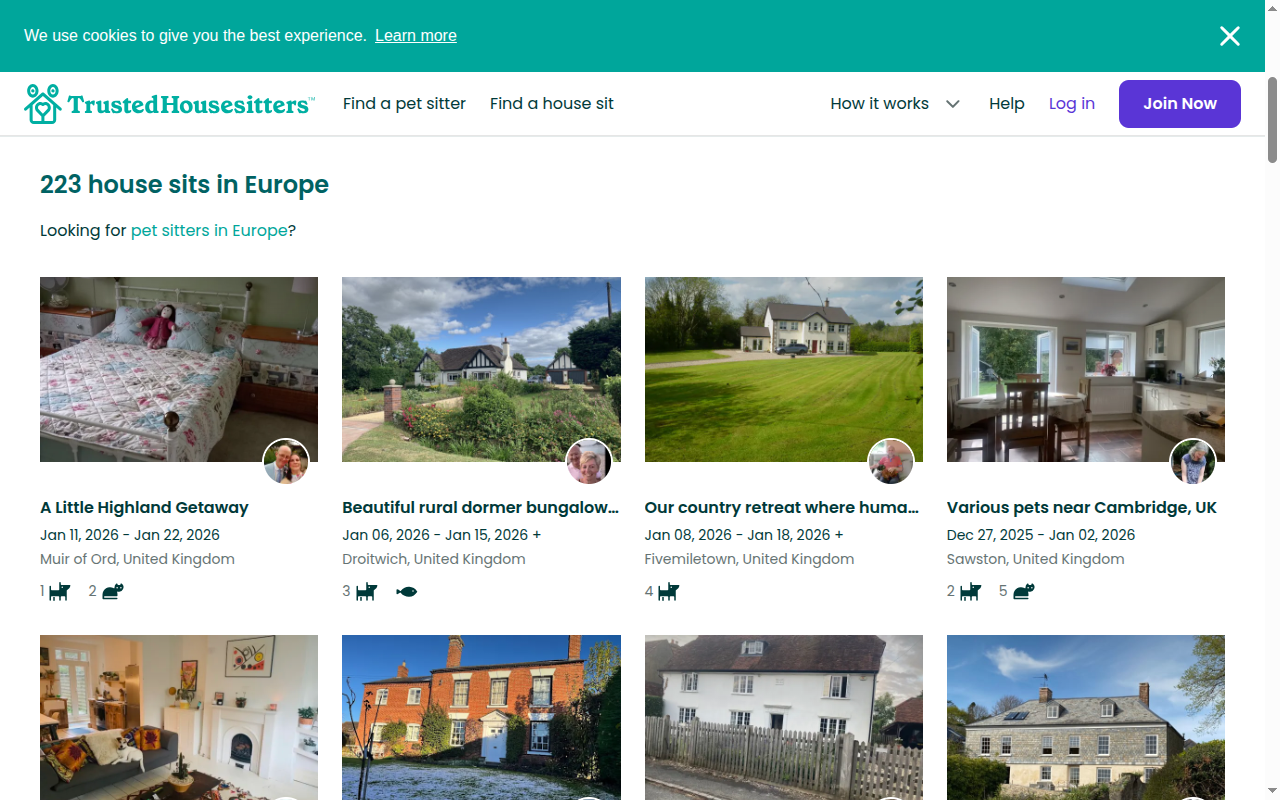 We use cookies to give you the best experience. Learn more
TrustedHousesitters™
Find a pet sitter
Find a house sit
How it works
Help
Log in
Join Now
223 house sits in Europe
Looking for pet sitters in Europe?
A Little Highland Getaway
Jan 11, 2026 - Jan 22, 2026
Muir of Ord, United Kingdom
1
2
Beautiful rural dormer bungalow...
Jan 06, 2026 - Jan 15, 2026 +
Droitwich, United Kingdom
3
Our country retreat where huma...
Jan 08, 2026 - Jan 18, 2026 +
Fivemiletown, United Kingdom
4
Various pets near Cambridge, UK
Dec 27, 2025 - Jan 02, 2026
Sawston, United Kingdom
2
5